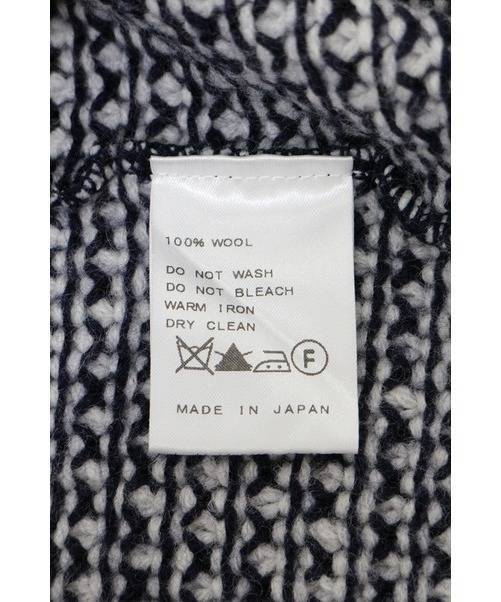 100% WOOL
DO NOT WASH
DO NOT BLEACH
WARM IRON
DRY CLEAN
F
MADE IN JAPAN